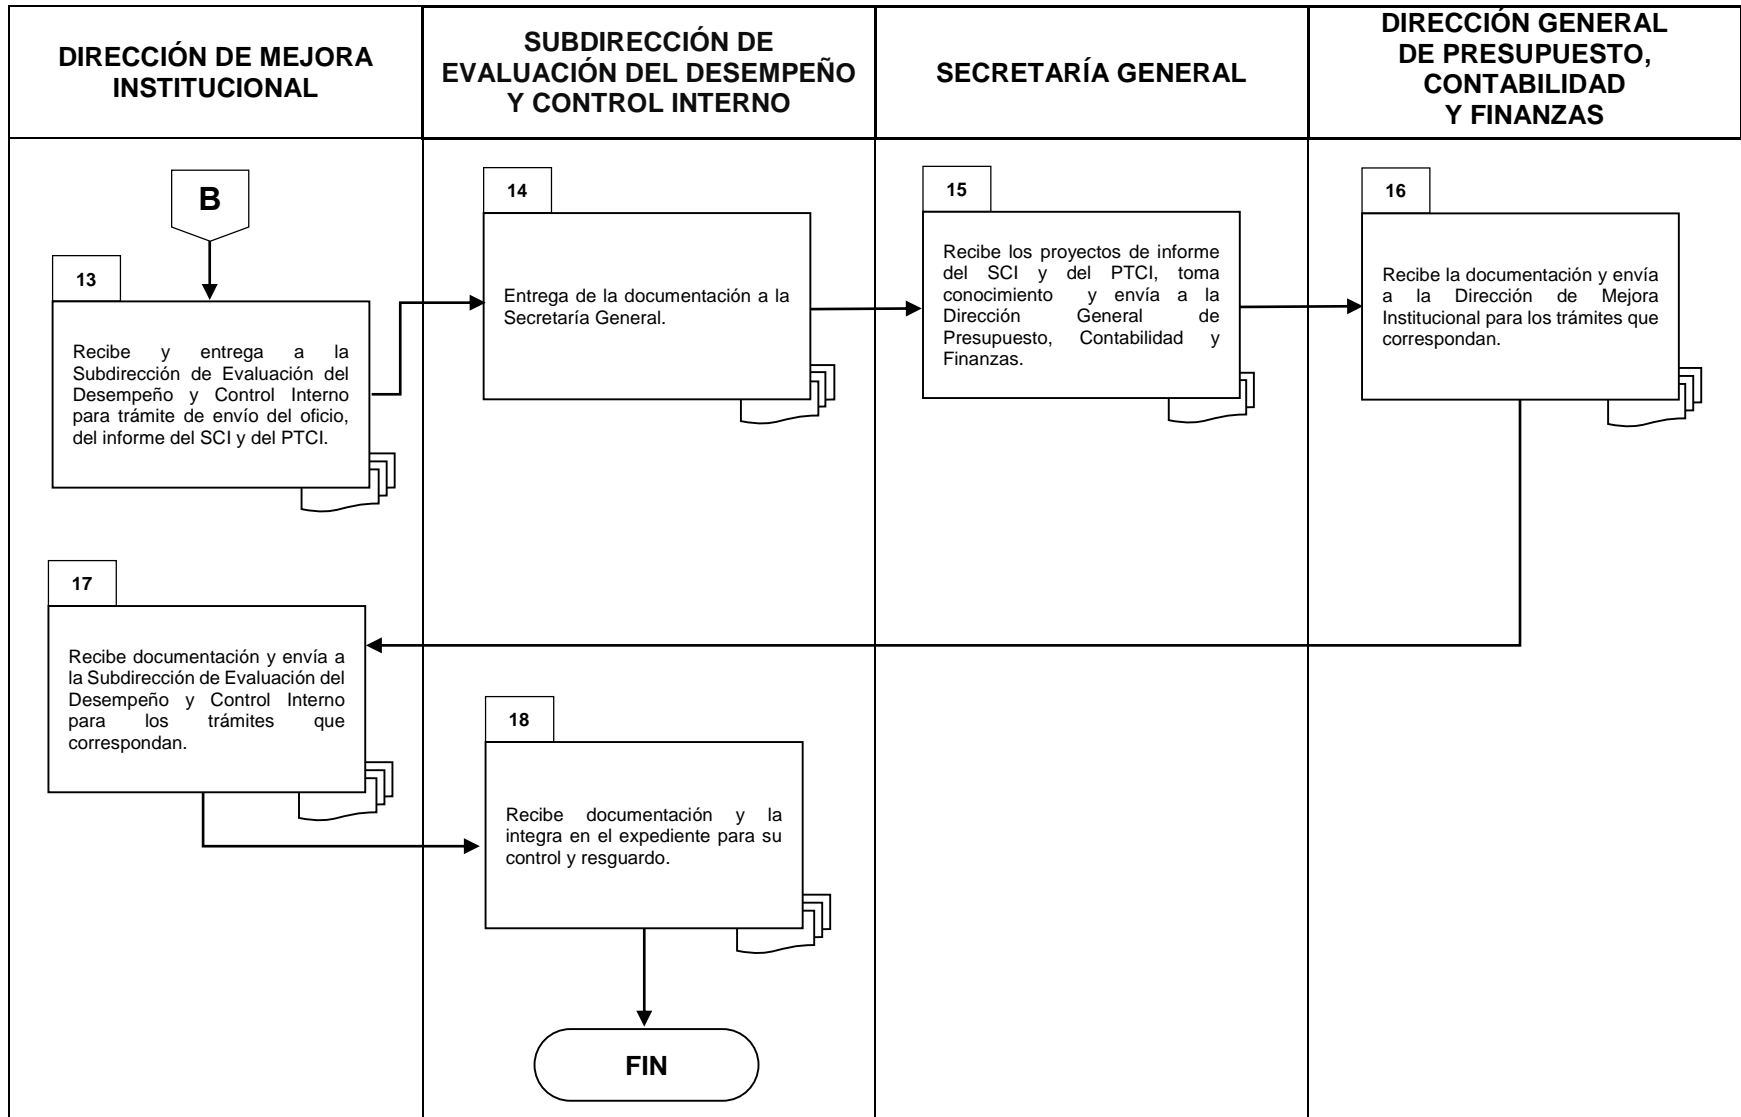 DIRECCIÓN DE MEJORA
INSTITUCIONAL
SUBDIRECCIÓN DE
EVALUACIÓN DEL DESEMPEÑO
Y CONTROL INTERNO
SECRETARÍA GENERAL
DIRECCIÓN GENERAL
DE PRESUPUESTO,
CONTABILIDAD
Y FINANZAS
B
13
Recibe y entrega a la
Subdirección de Evaluación del
Desempeño y Control Interno
para trámite de envío del oficio,
del informe del SCI y del PTCI.
14
Entrega de la documentación a la
Secretaría General.
15
Recibe los proyectos de informe
del SCI y del PTCI, toma
conocimiento y envía a la
Dirección General de
Presupuesto, Contabilidad y
Finanzas.
16
Recibe la documentación y envía
a la Dirección de Mejora
Institucional para los trámites que
correspondan.
17
Recibe documentación y envía a
la Subdirección de Evaluación del
Desempeño y Control Interno
para los trámites que
correspondan.
18
Recibe documentación y la
integra en el expediente para su
control y resguardo.
FIN